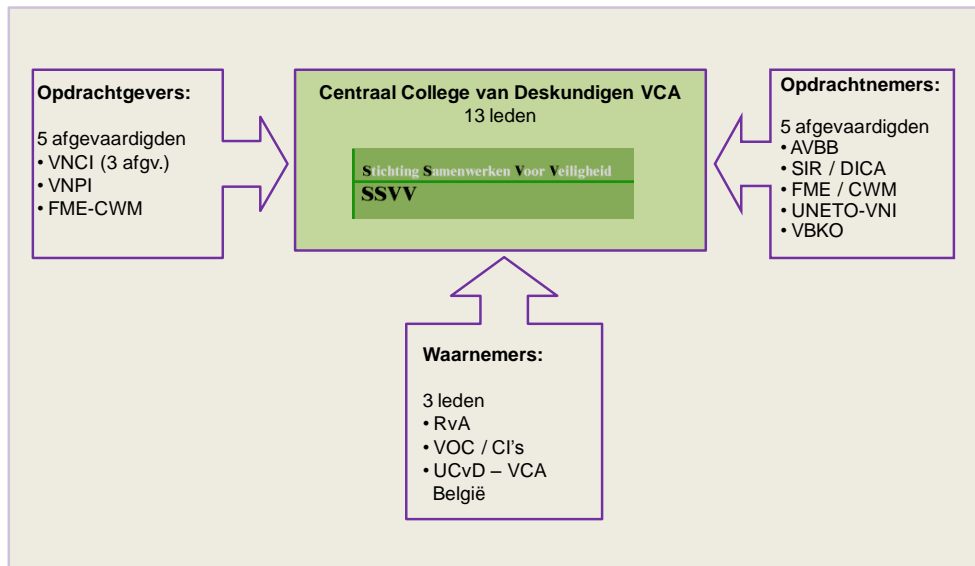 Opdrachtgevers:
5 afgevaardigden
• VNCI (3 afgv.)
• VNPI
• FME-CWM
Centraal College van Deskundigen VCA
13 leden
Stichting Samenwerken Voor Veiligheid
SSVV
Opdrachtnemers:
5 afgevaardigden
• AVBB
• SIR / DICA
• FME / CWM
• UNETO-VNI
• VBKO
Waarnemers:
3 leden
• RvA
• VOC / CI's
• UCvD – VCA
België